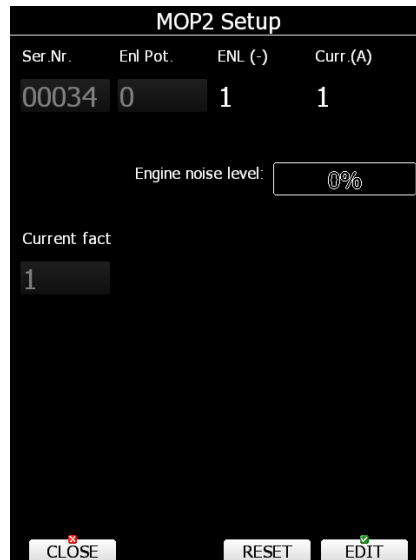 MOP2 Setup
Ser.Nr. Enl Pot. ENL (-) Curr.(A)
00034 0 1 1
Engine noise level: 0%
Current fact
1
CLOSE RESET EDIT